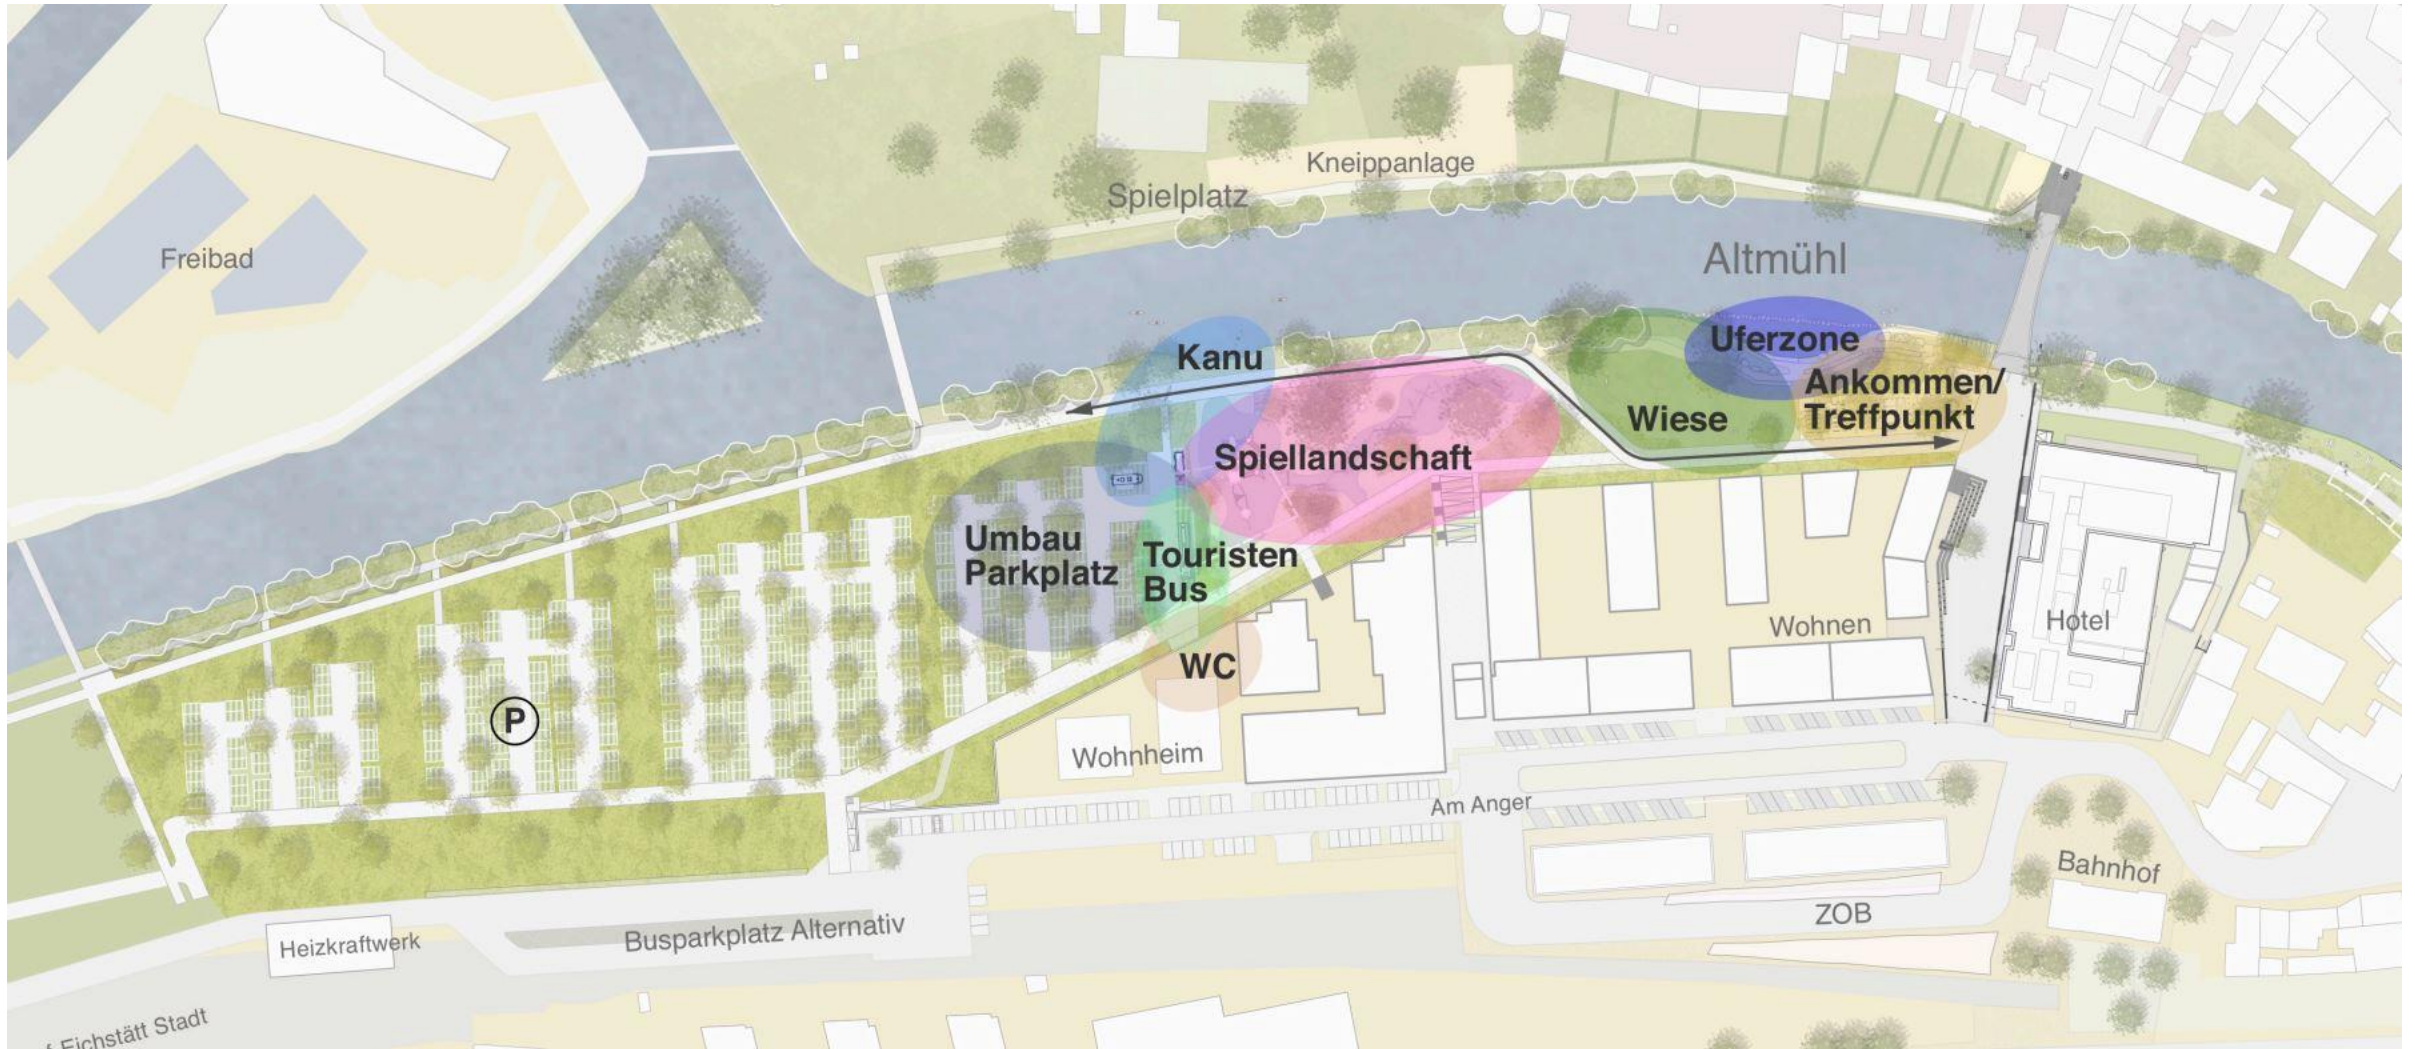 Kneippanlage
Spielplatz
Freibad
Altmühl
Kanu
Uferzone
Ankommen/
Treffpunkt
Wiese
Spiellandschaft
Umbau
Parkplatz
Touristen
Bus
WC
Wohnen
Hotel
P
Wohnheim
Am Anger
Bahnhof
ZOB
Busparkplatz Alternativ
Heizkraftwerk
Eichstätt Stadt